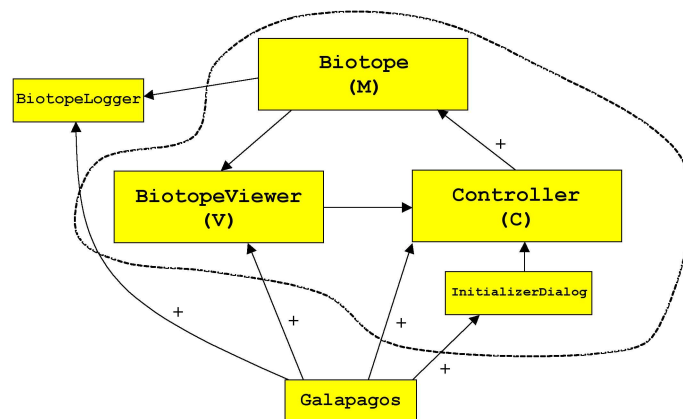 Biotope
(M)
BiotopeLogger
+
BiotopeViewer
(V)
Controller
(C)
InitializerDialog
+
+
+
+
Galapagos